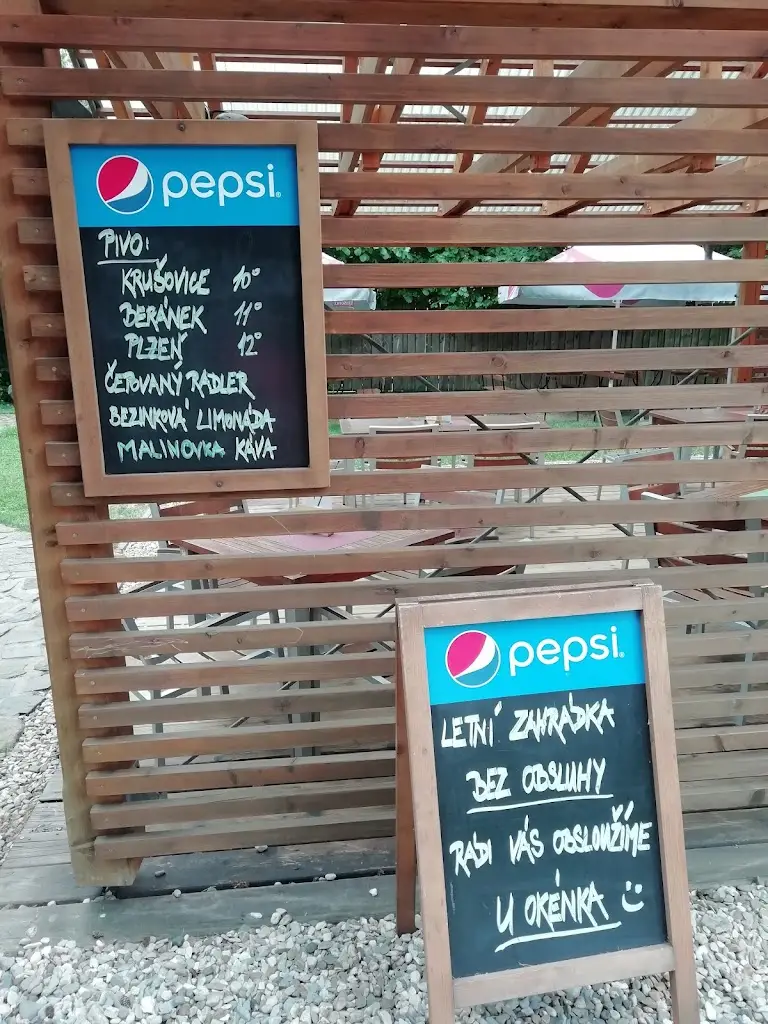 pepsi
PIVO:
KRUŠOVICE 10°
BERÁNEK 11°
PLZEŇ 12°
ČEPOVANÝ RADLER
BEZINKOVÁ LIMONÁDA
MALINOVKA KÁVA
pepsi
LETNÍ ZAHRÁDKA
BEZ OBSLUHY
RÁDI VÁS OBSLOUŽÍME
U OKÉNKA :)